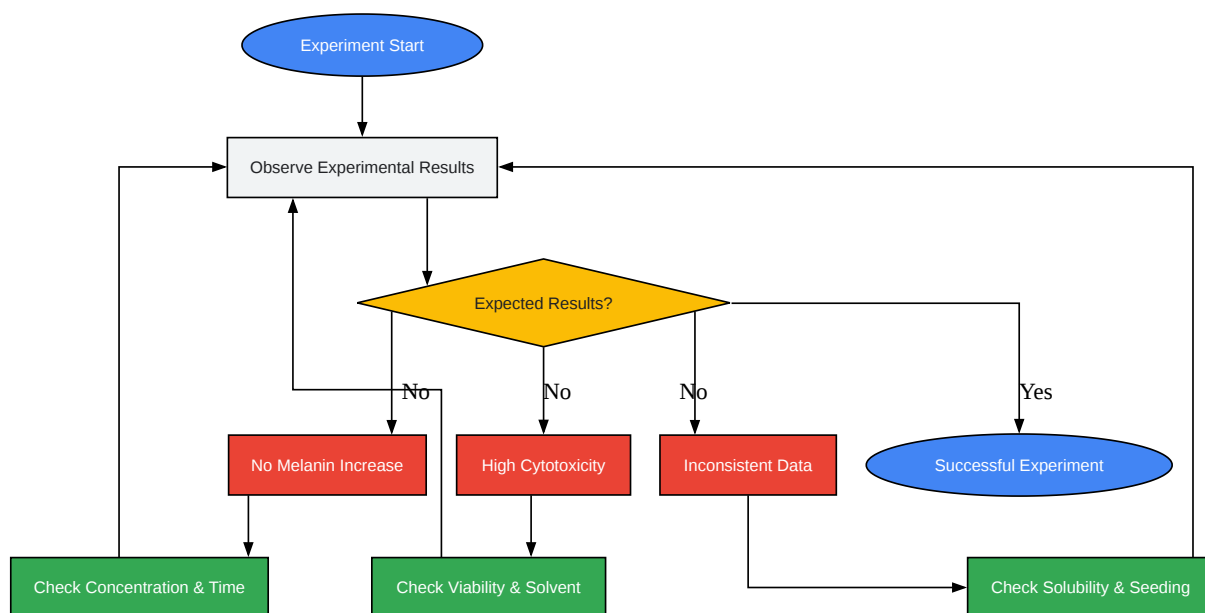 Experiment Start
Observe Experimental Results
Expected Results?
No
No
No
Yes
No Melanin Increase
High Cytotoxicity
Inconsistent Data
Successful Experiment
Check Concentration & Time
Check Viability & Solvent
Check Solubility & Seeding